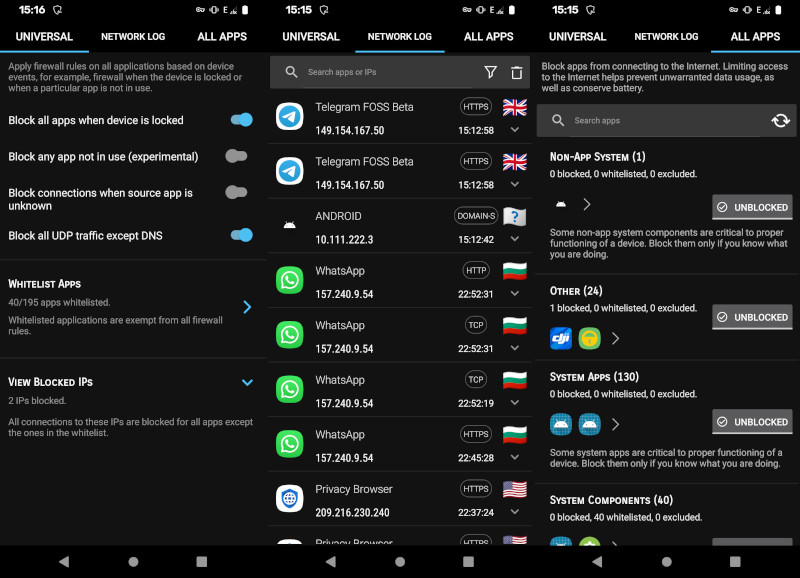 15:16
E
UNIVERSAL
NETWORK LOG
ALL APPS
Apply firewall rules on all applications based on device
events, for example, firewall when the device is locked or
when a particular app is not in use.
Block all apps when device is locked
Block any app not in use (experimental)
Block connections when source app is
unknown
Block all UDP traffic except DNS
WHITELIST APPS
40/195 apps whitelisted.
Whitelisted applications are exempt from all firewall
rules.
VIEW BLOCKED IPS
2 IPs blocked.
All connections to these IPs are blocked for all apps except
the ones in the whitelist.
15:15
E
UNIVERSAL
NETWORK LOG
ALL APPS
Search apps or IPs
Telegram FOSS Beta
HTTPS
149.154.167.50
15:12:58
Telegram FOSS Beta
HTTPS
149.154.167.50
15:12:58
ANDROID
DOMAIN-S
?
10.111.222.3
15:12:42
WhatsApp
HTTP
157.240.9.54
22:52:31
WhatsApp
TCP
157.240.9.54
22:52:31
WhatsApp
TCP
157.240.9.54
22:52:19
WhatsApp
HTTPS
157.240.9.54
22:45:28
Privacy Browser
HTTPS
209.216.230.240
22:37:24
Privacy Browser
HTTPS
15:15
E
UNIVERSAL
NETWORK LOG
ALL APPS
Block apps from connecting to the Internet. Limiting access
to the Internet helps prevent unwarranted data usage, as
well as conserve battery.
Search apps
NON-APP SYSTEM (1)
0 blocked, 0 whitelisted, 0 excluded.
UNBLOCKED
Some non-app system components are critical to proper
functioning of a device. Block them only if you know what
you are doing.
OTHER (24)
1 blocked, 0 whitelisted, 0 excluded.
UNBLOCKED
dji
SYSTEM APPS (130)
0 blocked, 0 whitelisted, 0 excluded.
UNBLOCKED
Some system apps are critical to proper functioning of a
device. Block them only if you know what you are doing.
SYSTEM COMPONENTS (40)
0 blocked, 40 whitelisted, 0 excluded.